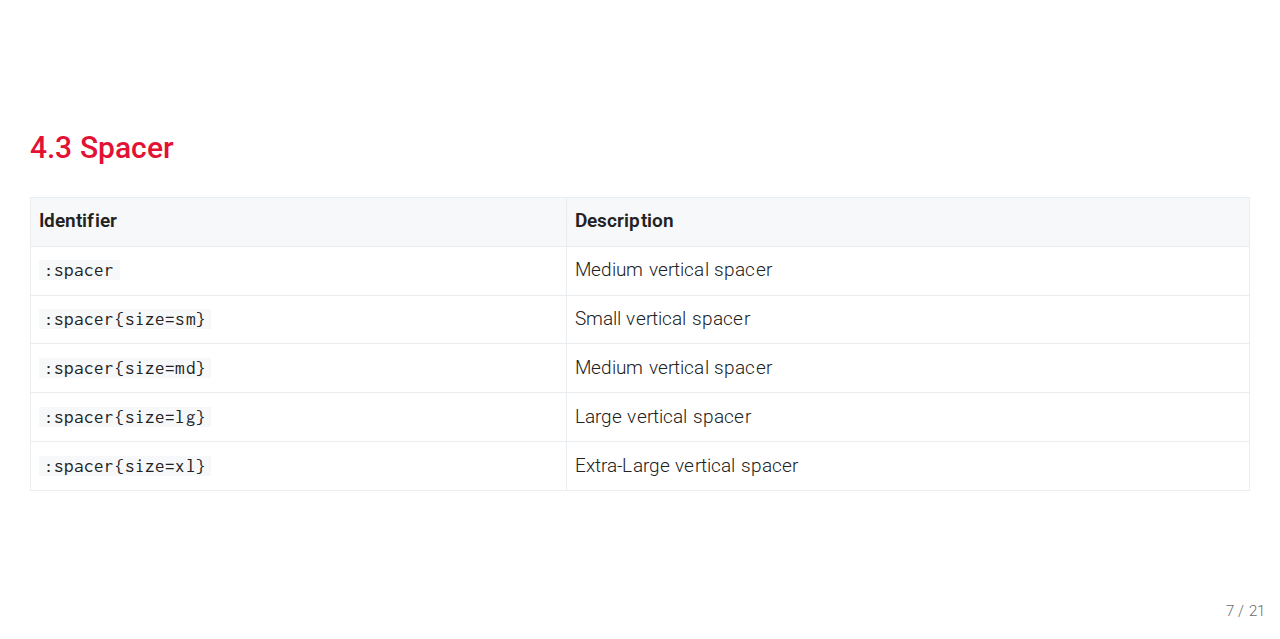 4.3 Spacer
Identifier Description
:spacer Medium vertical spacer
:spacer{size=sm} Small vertical spacer
:spacer{size=md} Medium vertical spacer
:spacer{size=lg} Large vertical spacer
:spacer{size=xl} Extra-Large vertical spacer
7 / 21